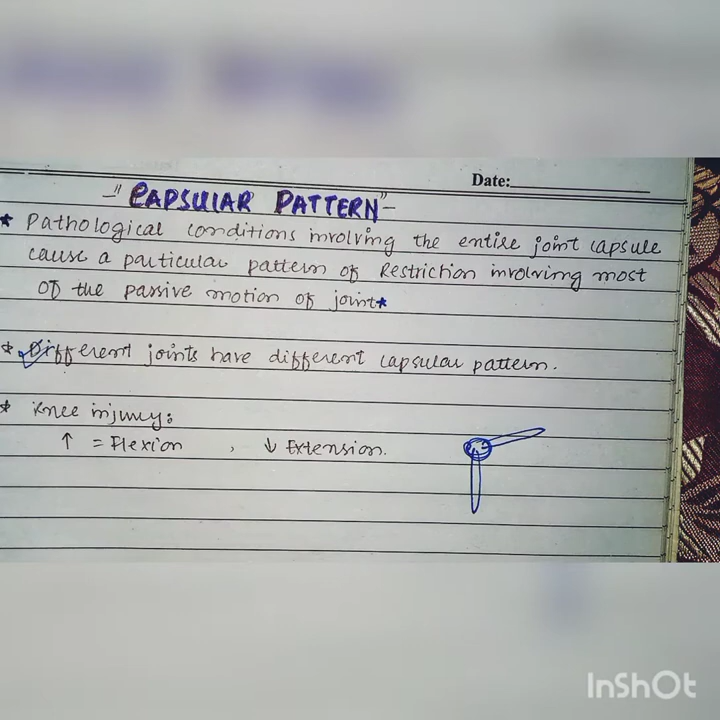 Date:
"CAPSULAR PATTERN"
* Pathological conditions involving the entire joint capsule
cause a particular pattern of Restriction involving most
of the passive motion of joint*
* Different joints have different capsular pattern.
* Knee injury:
↑ = Flexion , ↓ Extension.
InShOt